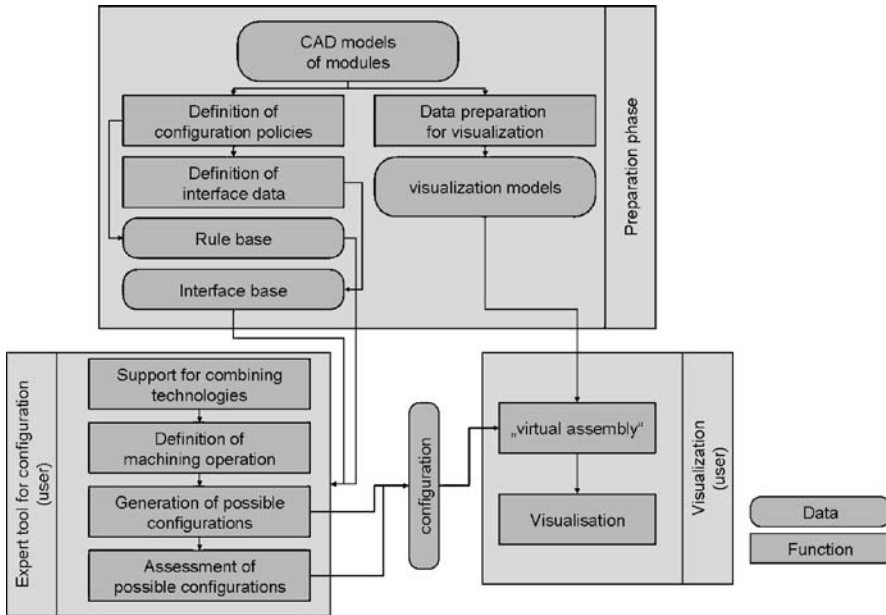 CAD models
of modules
Definition of
configuration policies
Data preparation
for visualization
Definition of
interface data
visualization models
Rule base
Interface base
Preparation phase
Support for combining
technologies
Definition of
machining operation
Generation of possible
configurations
Assessment of
possible configurations
Expert tool for configuration
(user)
configuration
„virtual assembly“
Visualisation
Visualization
(user)
Data
Function